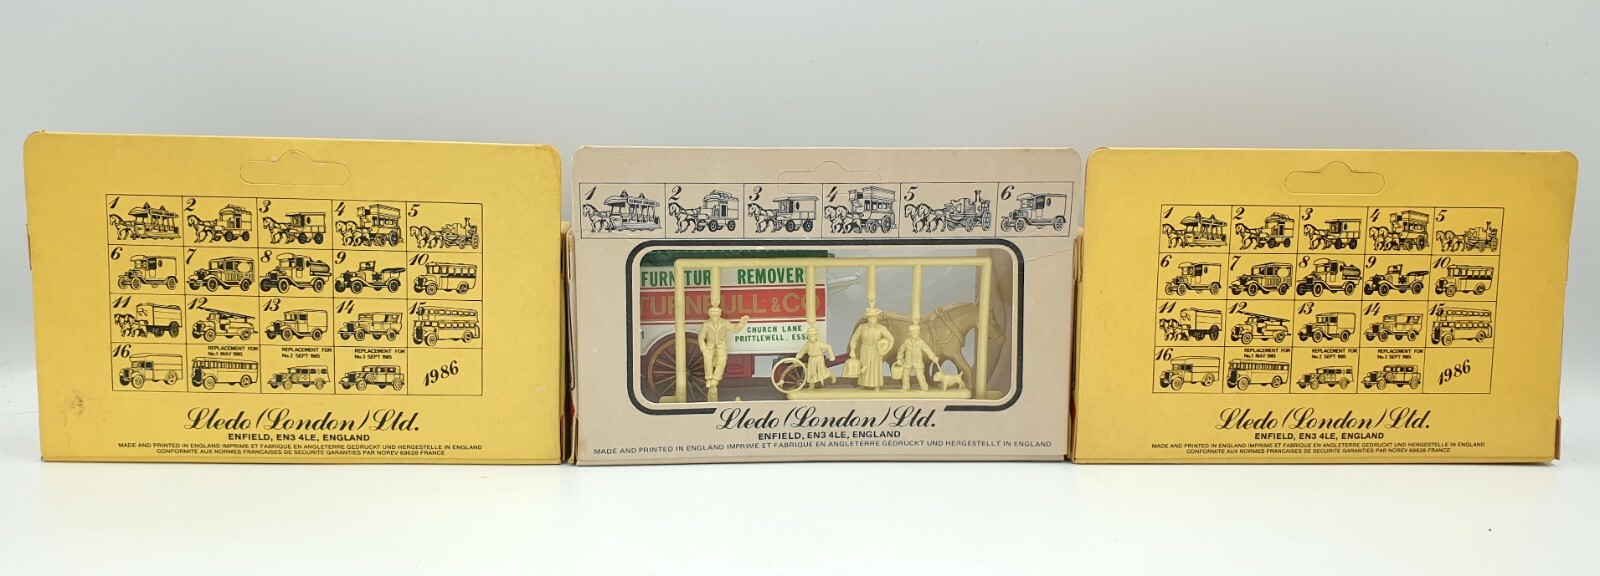 1 2 3 4 5
6 7 8 9 10
11 12 13 14 15
16
REPLACEMENT FOR No.1 MAY 1985
REPLACEMENT FOR No.2 SEPT 1985
REPLACEMENT FOR No.3 SEPT 1985
1986
Lledo (London) Ltd.
ENFIELD, EN3 4LE, ENGLAND
MADE AND PRINTED IN ENGLAND IMPRIME ET FABRIQUE EN ANGLETERRE GEDRUCKT UND HERGESTELLE IN ENGLAND
CONFORMITE AUX NORMES FRANCAISES DE SECURITE GARANTIES PAR NOREV 69628 FRANCE
1 2 3 4 5 6
FURNITURE REMOVER
TURNBULL & CO
CHURCH LANE
PRITTLEWELL. ESS
Lledo (London) Ltd.
ENFIELD, EN3 4LE, ENGLAND
MADE AND PRINTED IN ENGLAND IMPRIME ET FABRIQUE EN ANGLETERRE GEDRUCKT UND HERGESTELLT IN ENGLAND
1 2 3 4 5
6 7 8 9 10
11 12 13 14 15
16
REPLACEMENT FOR No.1 MAY 1985
REPLACEMENT FOR No.2 SEPT 1985
REPLACEMENT FOR No.3 SEPT 1985
1986
Lledo (London) Ltd.
ENFIELD, EN3 4LE, ENGLAND
MADE AND PRINTED IN ENGLAND IMPRIME ET FABRIQUE EN ANGLETERRE GEDRUCKT UND HERGESTELLE IN ENGLAND
CONFORMITE AUX NORMES FRANCAISES DE SECURITE GARANTIES PAR NOREV 69628 FRANCE